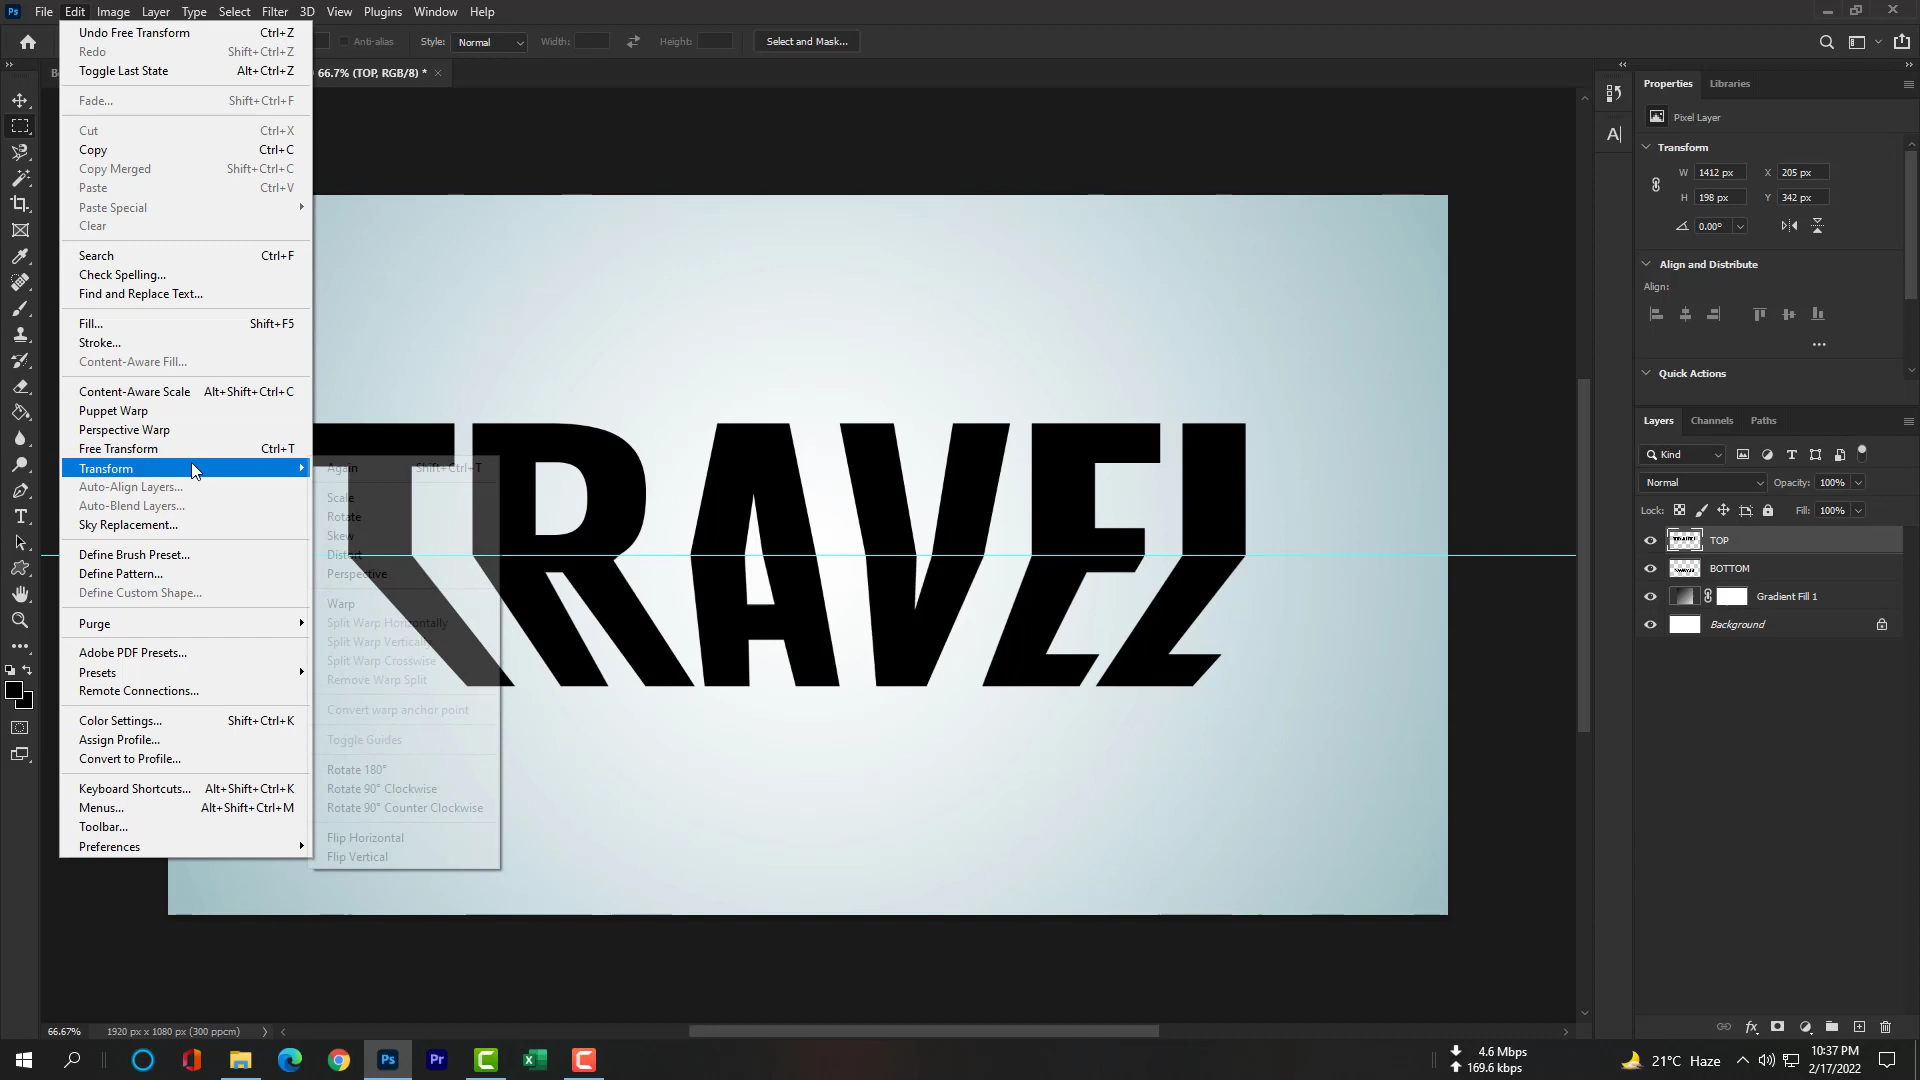 Ps File Edit Image Layer Type Select Filter 3D View Plugins Window Help
Anti-alias Style: Normal Width: Height: Select and Mask...
66.7% (TOP, RGB/8) *
Undo Free Transform Ctrl+Z
Redo Shift+Ctrl+Z
Toggle Last State Alt+Ctrl+Z
Fade... Shift+Ctrl+F
Cut Ctrl+X
Copy Ctrl+C
Copy Merged Shift+Ctrl+C
Paste Ctrl+V
Paste Special
Clear
Search Ctrl+F
Check Spelling...
Find and Replace Text...
Fill... Shift+F5
Stroke...
Content-Aware Fill...
Content-Aware Scale Alt+Shift+Ctrl+C
Puppet Warp
Perspective Warp
Free Transform Ctrl+T
Transform
Auto-Align Layers...
Auto-Blend Layers...
Sky Replacement...
Define Brush Preset...
Define Pattern...
Define Custom Shape...
Purge
Adobe PDF Presets...
Presets
Remote Connections...
Color Settings... Shift+Ctrl+K
Assign Profile...
Convert to Profile...
Keyboard Shortcuts... Alt+Shift+Ctrl+K
Menus... Alt+Shift+Ctrl+M
Toolbar...
Preferences
Again Shift+Ctrl+T
Scale
Rotate
Skew
Distort
Perspective
Warp
Split Warp Horizontally
Split Warp Vertically
Split Warp Crosswise
Remove Warp Split
Convert warp anchor point
Toggle Guides
Rotate 180°
Rotate 90° Clockwise
Rotate 90° Counter Clockwise
Flip Horizontal
Flip Vertical
TRAVEL
Properties Libraries
Pixel Layer
Transform
W 1412 px X 205 px
H 198 px Y 342 px
0.00°
Align and Distribute
Align:
Quick Actions
Layers Channels Paths
Kind
Normal Opacity: 100%
Lock: Fill: 100%
TOP
BOTTOM
Gradient Fill 1
Background
66.67% 1920 px x 1080 px (300 ppcm)
Ps Pr
4.6 Mbps
169.6 kbps
21°C Haze
10:37 PM
2/17/2022